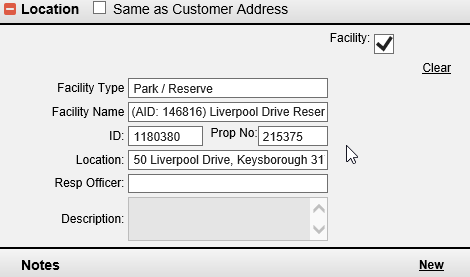 Location Same as Customer Address
Facility:
Clear
Facility Type Park / Reserve
Facility Name (AID: 146816) Liverpool Drive Reser
ID: 1180380 Prop No: 215375
Location: 50 Liverpool Drive, Keysborough 31
Resp Officer:
Description:
Notes New